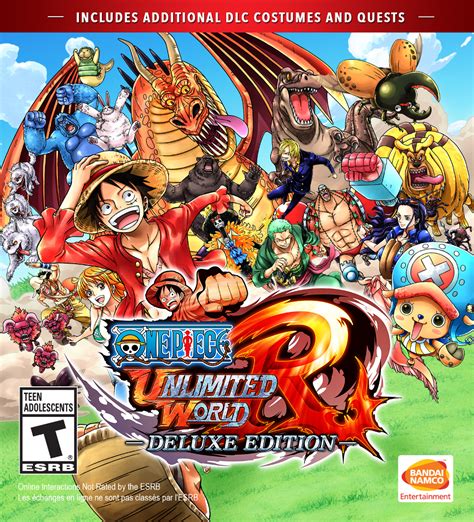 INCLUDES ADDITIONAL DLC COSTUMES AND QUESTS
ONE PIECE
UNLIMITED
WORLD R
DELUXE EDITION
TEEN
ADOLESCENTS
T
ESRB
Online Interactions Not Rated by the ESRB
Les échanges en ligne ne sont pas classés par l'ESRB
BANDAI
NAMCO
Entertainment